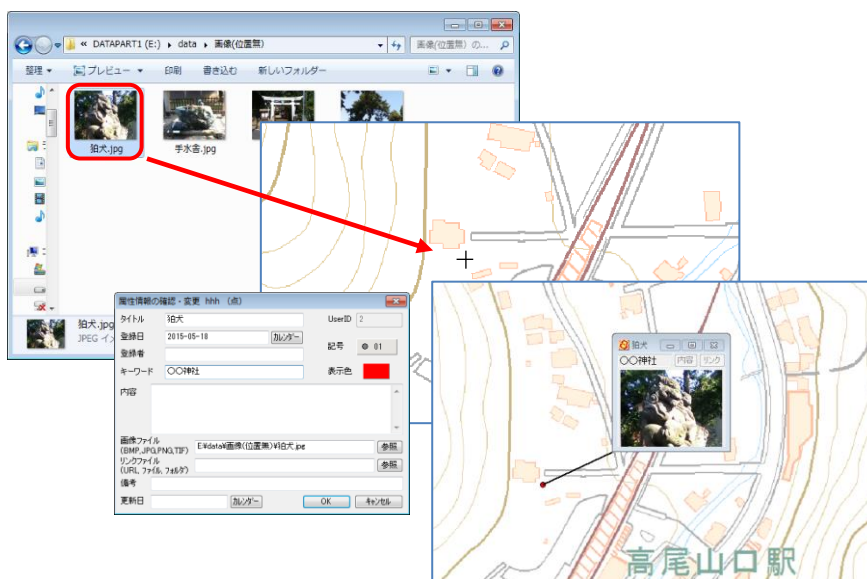 « DATAPART1 (E:) ▸ data ▸ 画像(位置無)
画像(位置無) の...
整理 ▼ プレビュー ▼ 印刷 書き込む 新しいフォルダー
狛犬.jpg
手水舎.jpg
狛犬.jpg
JPEG イメ
属性情報の確認・変更 hhh (点)
タイトル 狛犬 UserID 2
登録日 2015-05-18 カレンダー
登録者 記号 01
キーワード 〇〇神社 表示色
内容
画像ファイル
(BMP,JPG,PNG,TIF) E:¥data¥画像(位置無)¥狛犬.jpg 参照
リンクファイル
(URL, ファイル, フォルダ) 参照
備考
更新日 カレンダー OK キャンセル
狛犬
〇〇神社 内容 リンク
高尾山口駅